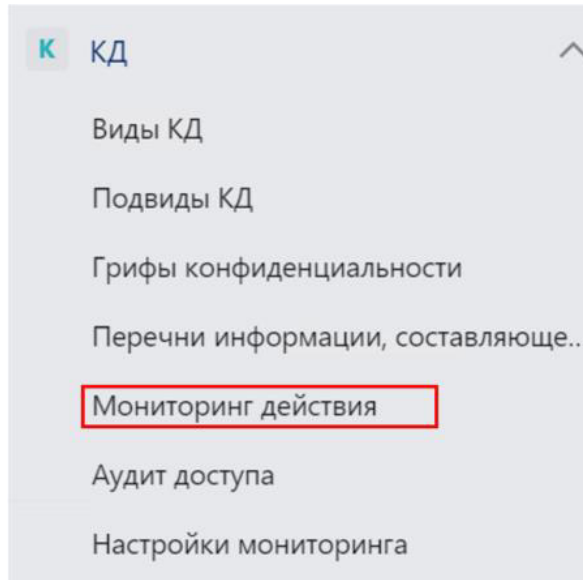 К КД
Виды КД
Подвиды КД
Грифы конфиденциальности
Перечни информации, составляюще..
Мониторинг действия
Аудит доступа
Настройки мониторинга